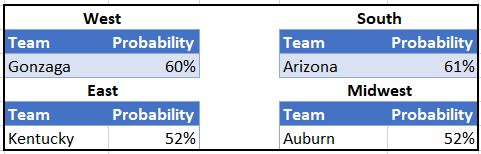 West South
Team Probability Team Probability
Gonzaga 60% Arizona 61%
East Midwest
Team Probability Team Probability
Kentucky 52% Auburn 52%